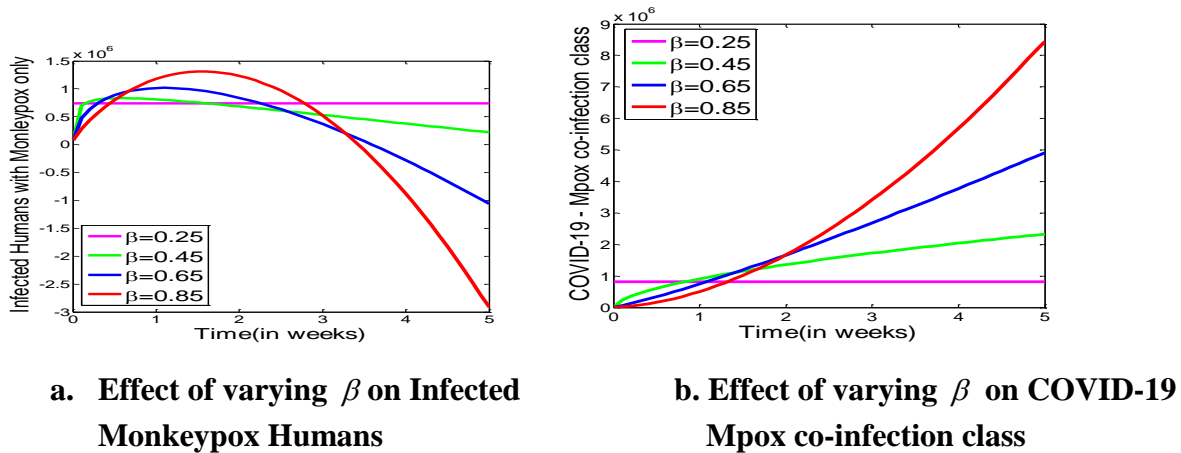 × 10⁶
1.5
1
0.5
0
-0.5
-1
-1.5
-2
-2.5
-3
Infected Humans with Monleypox only
β=0.25
β=0.45
β=0.65
β=0.85
0 1 2 3 4 5
Time(in weeks)
× 10⁶
9
8
7
6
5
4
3
2
1
0
COVID-19 - Mpox co-infection class
β=0.25
β=0.45
β=0.65
β=0.85
0 1 2 3 4 5
Time(in weeks)
a. Effect of varying β on Infected
Monkeypox Humans
b. Effect of varying β on COVID-19
Mpox co-infection class